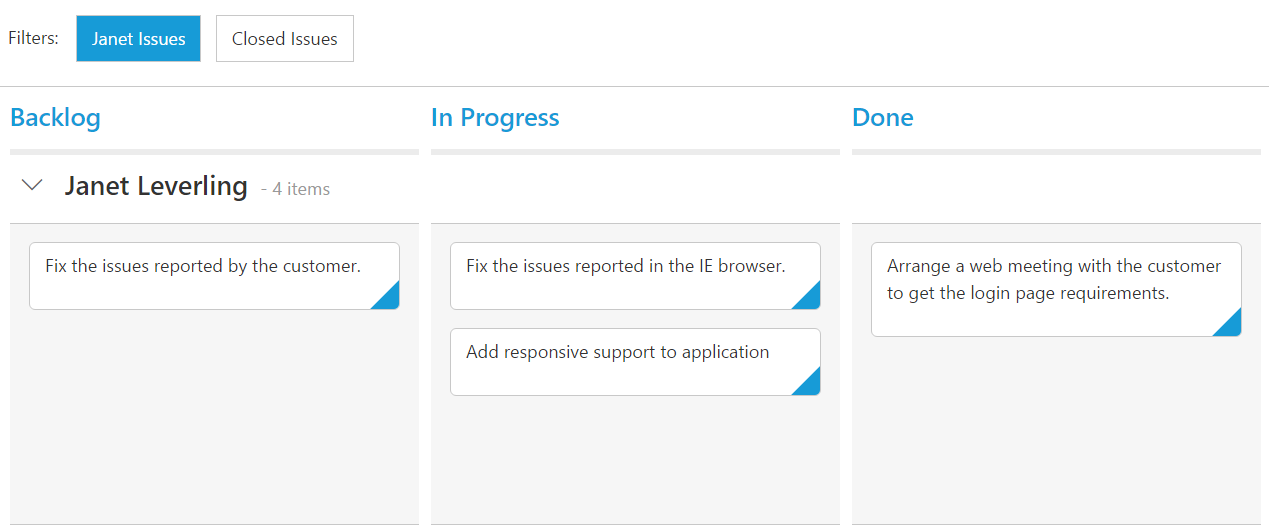 Filters: Janet Issues Closed Issues
Backlog In Progress Done
Janet Leverling - 4 items
Fix the issues reported by the customer.
Fix the issues reported in the IE browser.
Add responsive support to application
Arrange a web meeting with the customer
to get the login page requirements.